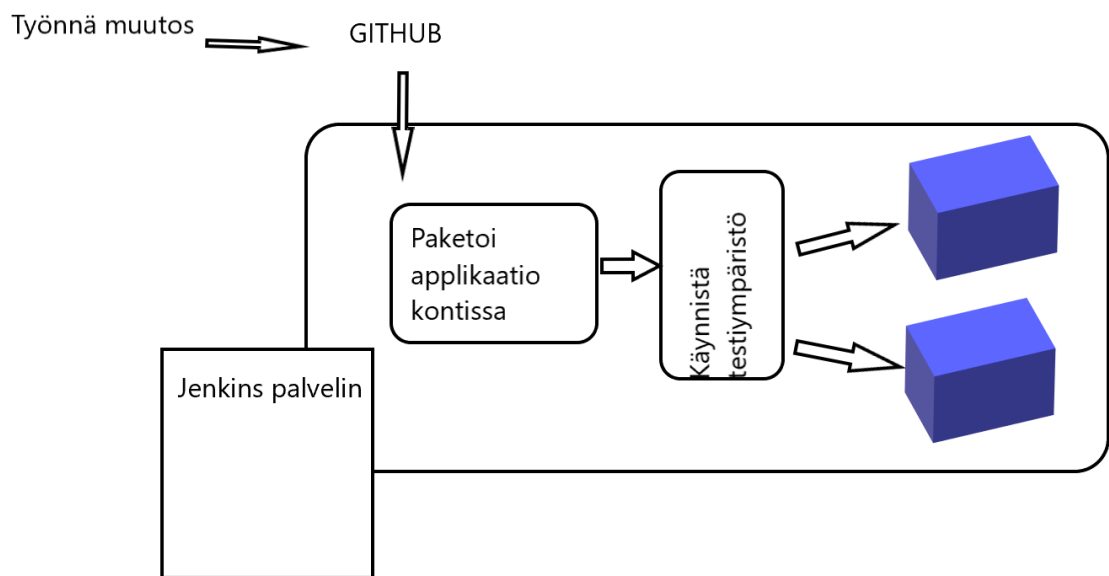 Työnnä muutos
GITHUB
Paketoi
applikaatio
kontissa
Käynnistä
testiympäristö
Jenkins palvelin